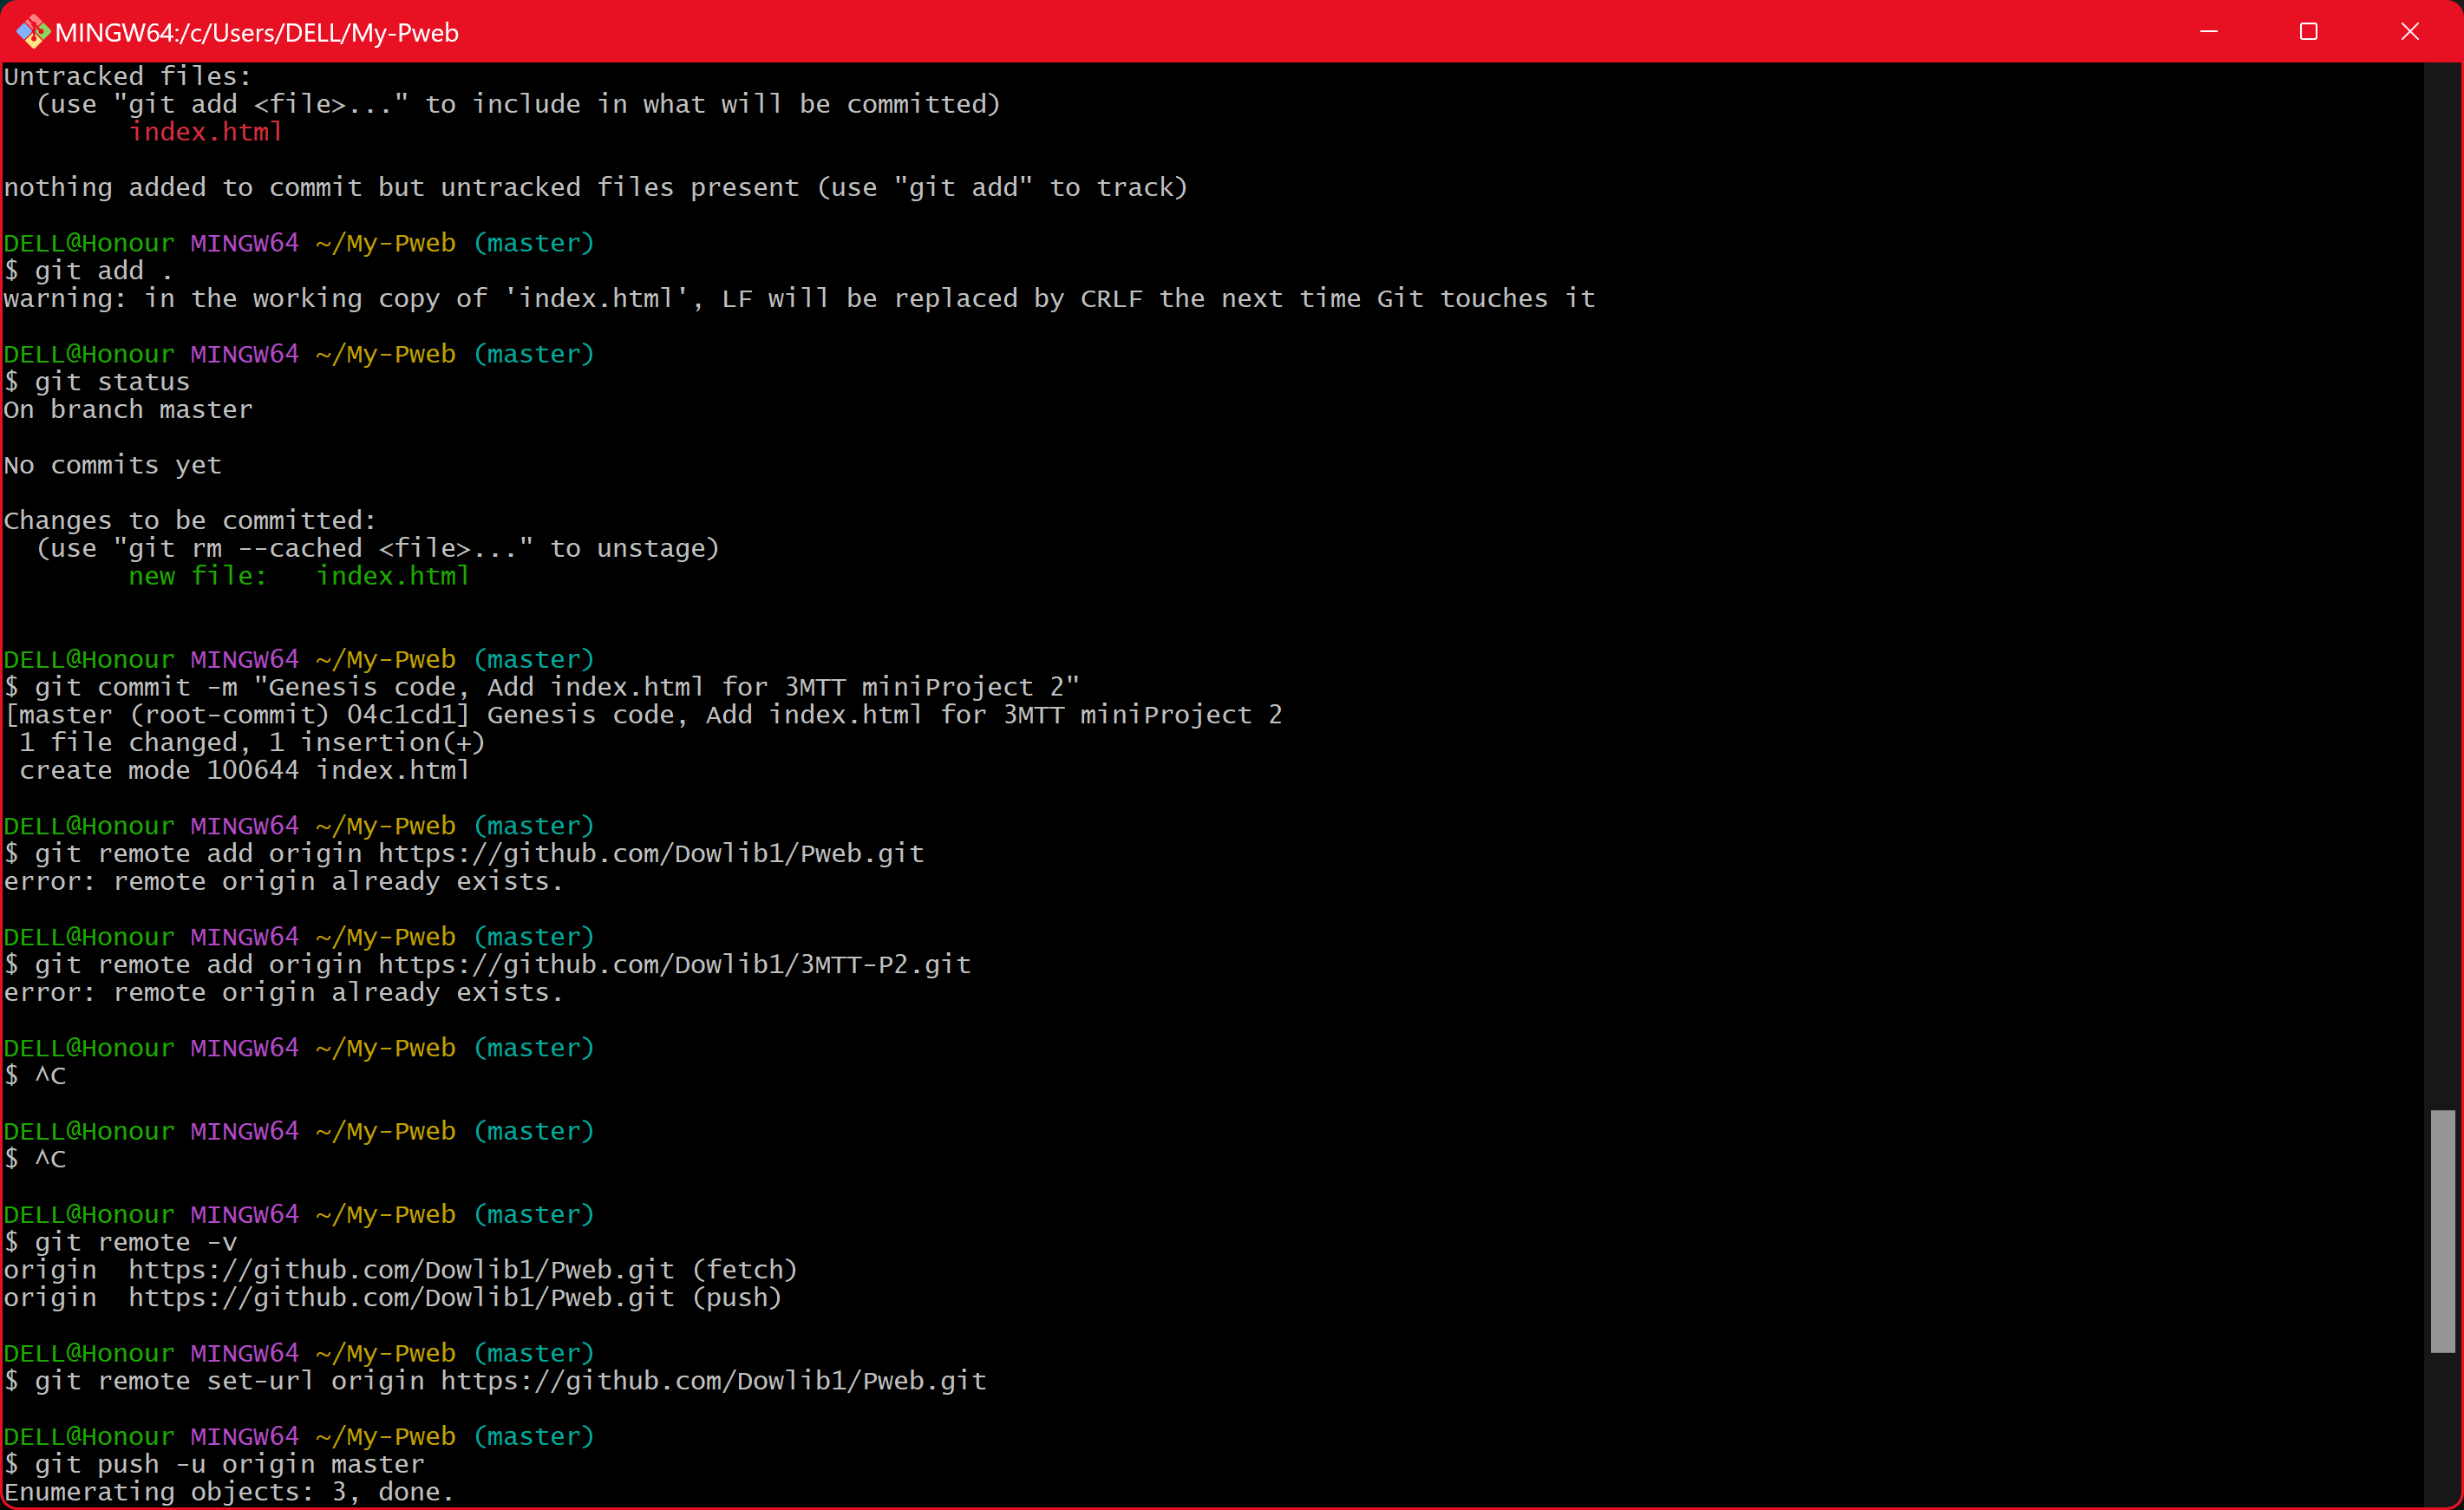 MINGW64:/c/Users/DELL/My-Pweb
Untracked files:
  (use "git add <file>..." to include in what will be committed)
        index.html

nothing added to commit but untracked files present (use "git add" to track)

DELL@Honour MINGW64 ~/My-Pweb (master)
$ git add .
warning: in the working copy of 'index.html', LF will be replaced by CRLF the next time Git touches it

DELL@Honour MINGW64 ~/My-Pweb (master)
$ git status
On branch master

No commits yet

Changes to be committed:
  (use "git rm --cached <file>..." to unstage)
        new file:   index.html


DELL@Honour MINGW64 ~/My-Pweb (master)
$ git commit -m "Genesis code, Add index.html for 3MTT miniProject 2"
[master (root-commit) 04c1cd1] Genesis code, Add index.html for 3MTT miniProject 2
 1 file changed, 1 insertion(+)
 create mode 100644 index.html

DELL@Honour MINGW64 ~/My-Pweb (master)
$ git remote add origin https://github.com/Dowlib1/Pweb.git
error: remote origin already exists.

DELL@Honour MINGW64 ~/My-Pweb (master)
$ git remote add origin https://github.com/Dowlib1/3MTT-P2.git
error: remote origin already exists.

DELL@Honour MINGW64 ~/My-Pweb (master)
$ ^C

DELL@Honour MINGW64 ~/My-Pweb (master)
$ ^C

DELL@Honour MINGW64 ~/My-Pweb (master)
$ git remote -v
origin  https://github.com/Dowlib1/Pweb.git (fetch)
origin  https://github.com/Dowlib1/Pweb.git (push)

DELL@Honour MINGW64 ~/My-Pweb (master)
$ git remote set-url origin https://github.com/Dowlib1/Pweb.git

DELL@Honour MINGW64 ~/My-Pweb (master)
$ git push -u origin master
Enumerating objects: 3, done.